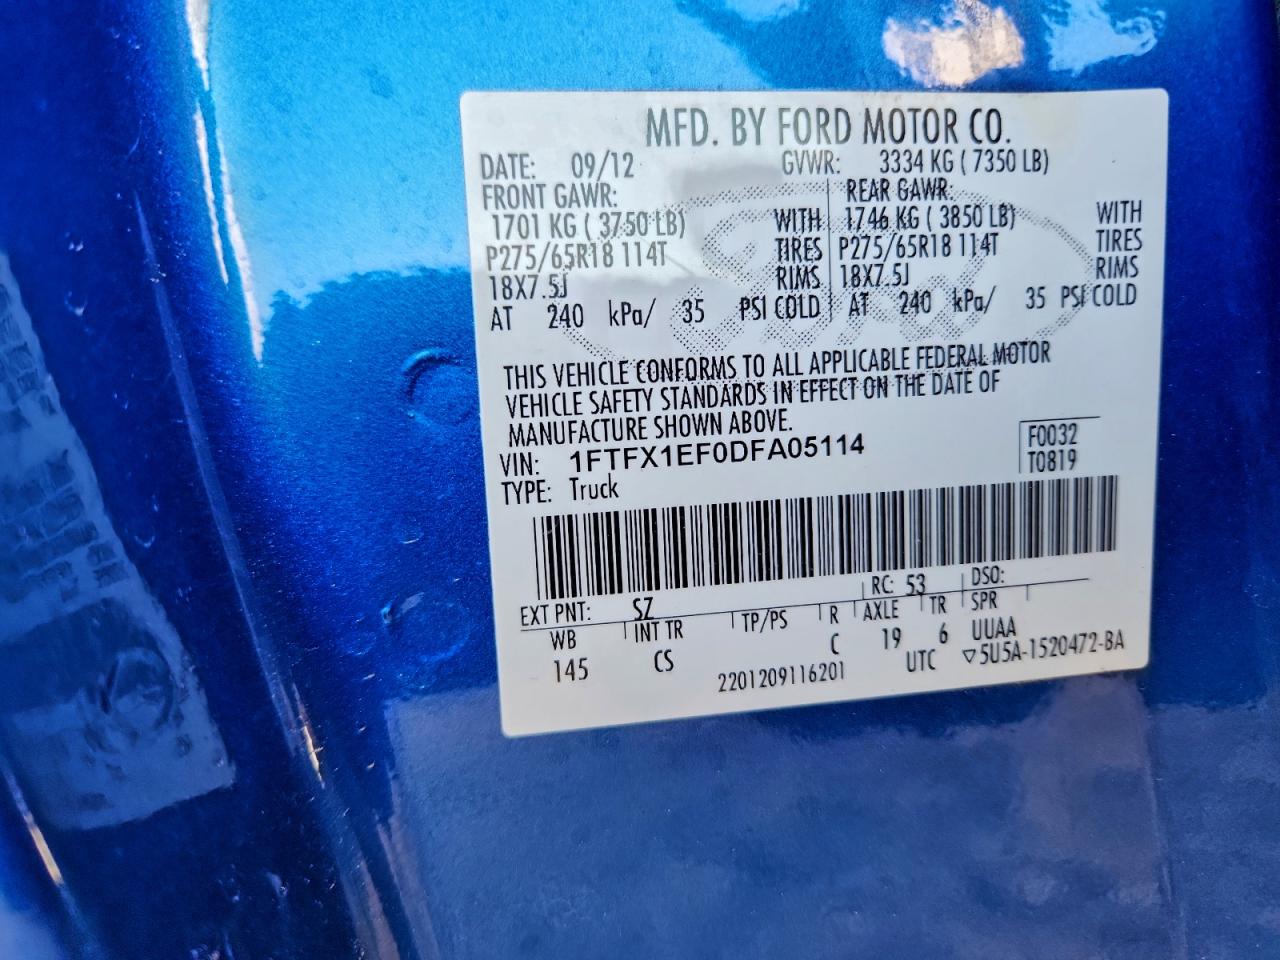 MFD. BY FORD MOTOR CO.
DATE: 09/12 GVWR: 3334 KG ( 7350 LB)
FRONT GAWR: REAR GAWR:
1701 KG ( 3750 LB) WITH 1746 KG ( 3850 LB) WITH
P275/65R18 114T TIRES P275/65R18 114T TIRES
18X7.5J RIMS 18X7.5J RIMS
AT 240 kPa/ 35 PSI COLD AT 240 kPa/ 35 PSI COLD
THIS VEHICLE CONFORMS TO ALL APPLICABLE FEDERAL MOTOR
VEHICLE SAFETY STANDARDS IN EFFECT ON THE DATE OF
MANUFACTURE SHOWN ABOVE.
VIN: 1FTFX1EF0DFA05114
F0032
TYPE: Truck
T0819
EXT PNT: SZ RC: 53 DSO:
WB INT TR TP/PS R AXLE TR SPR
145 CS C 19 6 UUAA
2201209116201 UTC ▽5U5A-1520472-BA